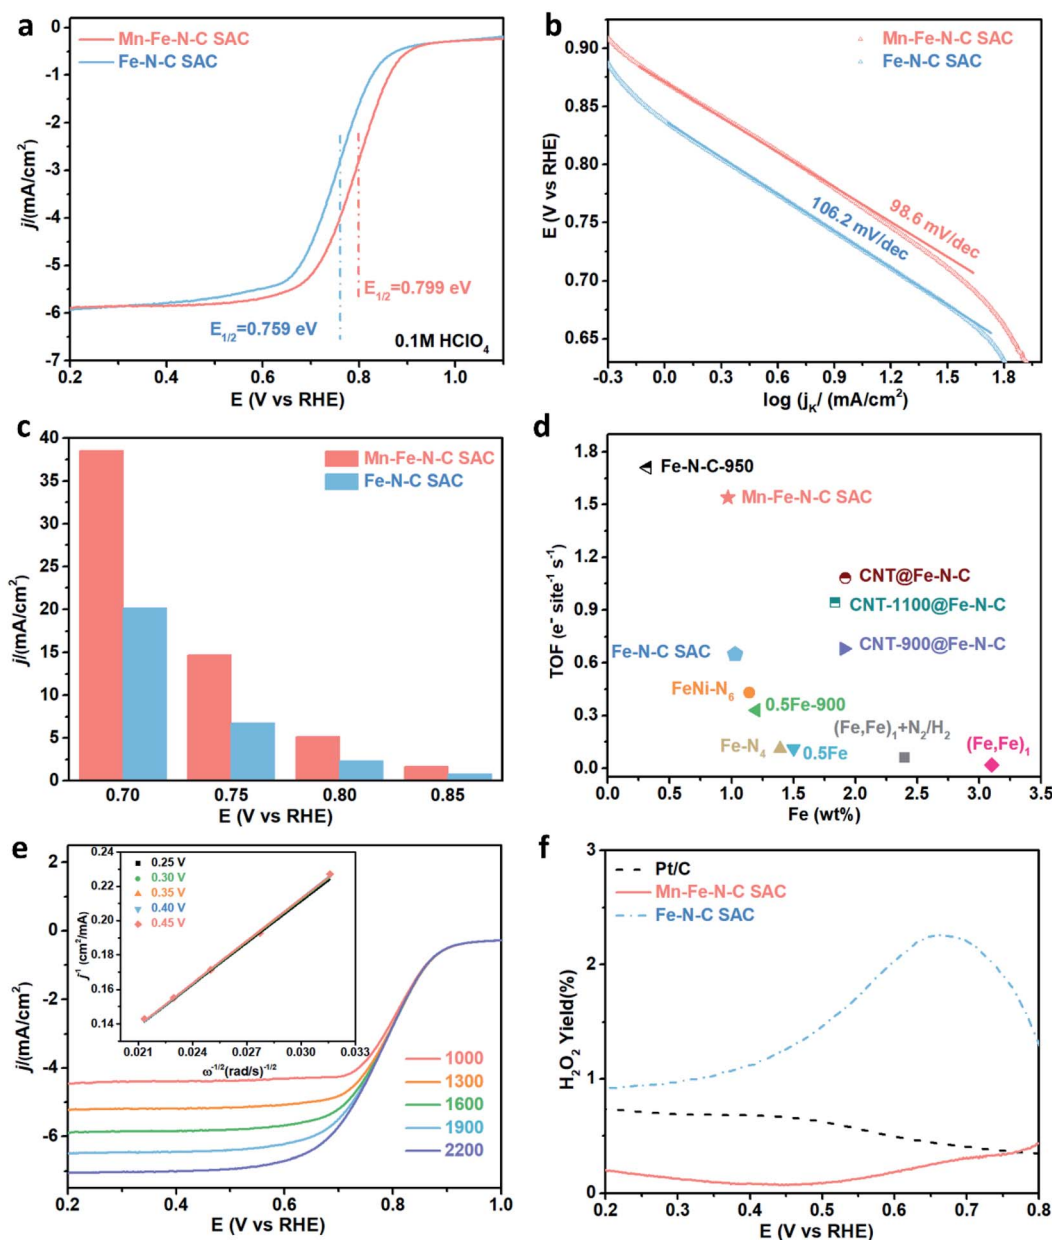 a
0
-1
-2
-3
-4
-5
-6
-7
j/(mA/cm²)
Mn-Fe-N-C SAC
Fe-N-C SAC
E₁/₂=0.799 eV
E₁/₂=0.759 eV
0.1M HClO₄
0.2 0.4 0.6 0.8 1.0
E (V vs RHE)
b
0.90
0.85
0.80
0.75
0.70
0.65
E (V vs RHE)
Mn-Fe-N-C SAC
Fe-N-C SAC
98.6 mV/dec
106.2 mV/dec
-0.3 0.0 0.3 0.6 0.9 1.2 1.5 1.8
log (jK/ (mA/cm²)
c
40
35
30
25
20
15
10
5
0
j/(mA/cm²)
Mn-Fe-N-C SAC
Fe-N-C SAC
0.70 0.75 0.80 0.85
E (V vs RHE)
d
1.8
1.5
1.2
0.9
0.6
0.3
0.0
TOF (e⁻ site⁻¹ s⁻¹)
Fe-N-C-950
Mn-Fe-N-C SAC
CNT@Fe-N-C
CNT-1100@Fe-N-C
Fe-N-C SAC
CNT-900@Fe-N-C
FeNi-N₆
0.5Fe-900
(Fe,Fe)₁+N₂/H₂
Fe-N₄
0.5Fe
(Fe,Fe)₁
0.0 0.5 1.0 1.5 2.0 2.5 3.0 3.5
Fe (wt%)
e
2
0
-2
-4
-6
j/(mA/cm²)
0.24
0.22
0.20
0.18
0.16
0.14
j⁻¹ (cm²/mA)
0.25 V
0.30 V
0.35 V
0.40 V
0.45 V
0.021 0.024 0.027 0.030 0.033
ω⁻¹/²(rad/s)⁻¹/²
1000
1300
1600
1900
2200
0.2 0.4 0.6 0.8 1.0
E (V vs RHE)
f
3
2
1
0
H₂O₂ Yield(%)
Pt/C
Mn-Fe-N-C SAC
Fe-N-C SAC
0.2 0.3 0.4 0.5 0.6 0.7 0.8
E (V vs RHE)